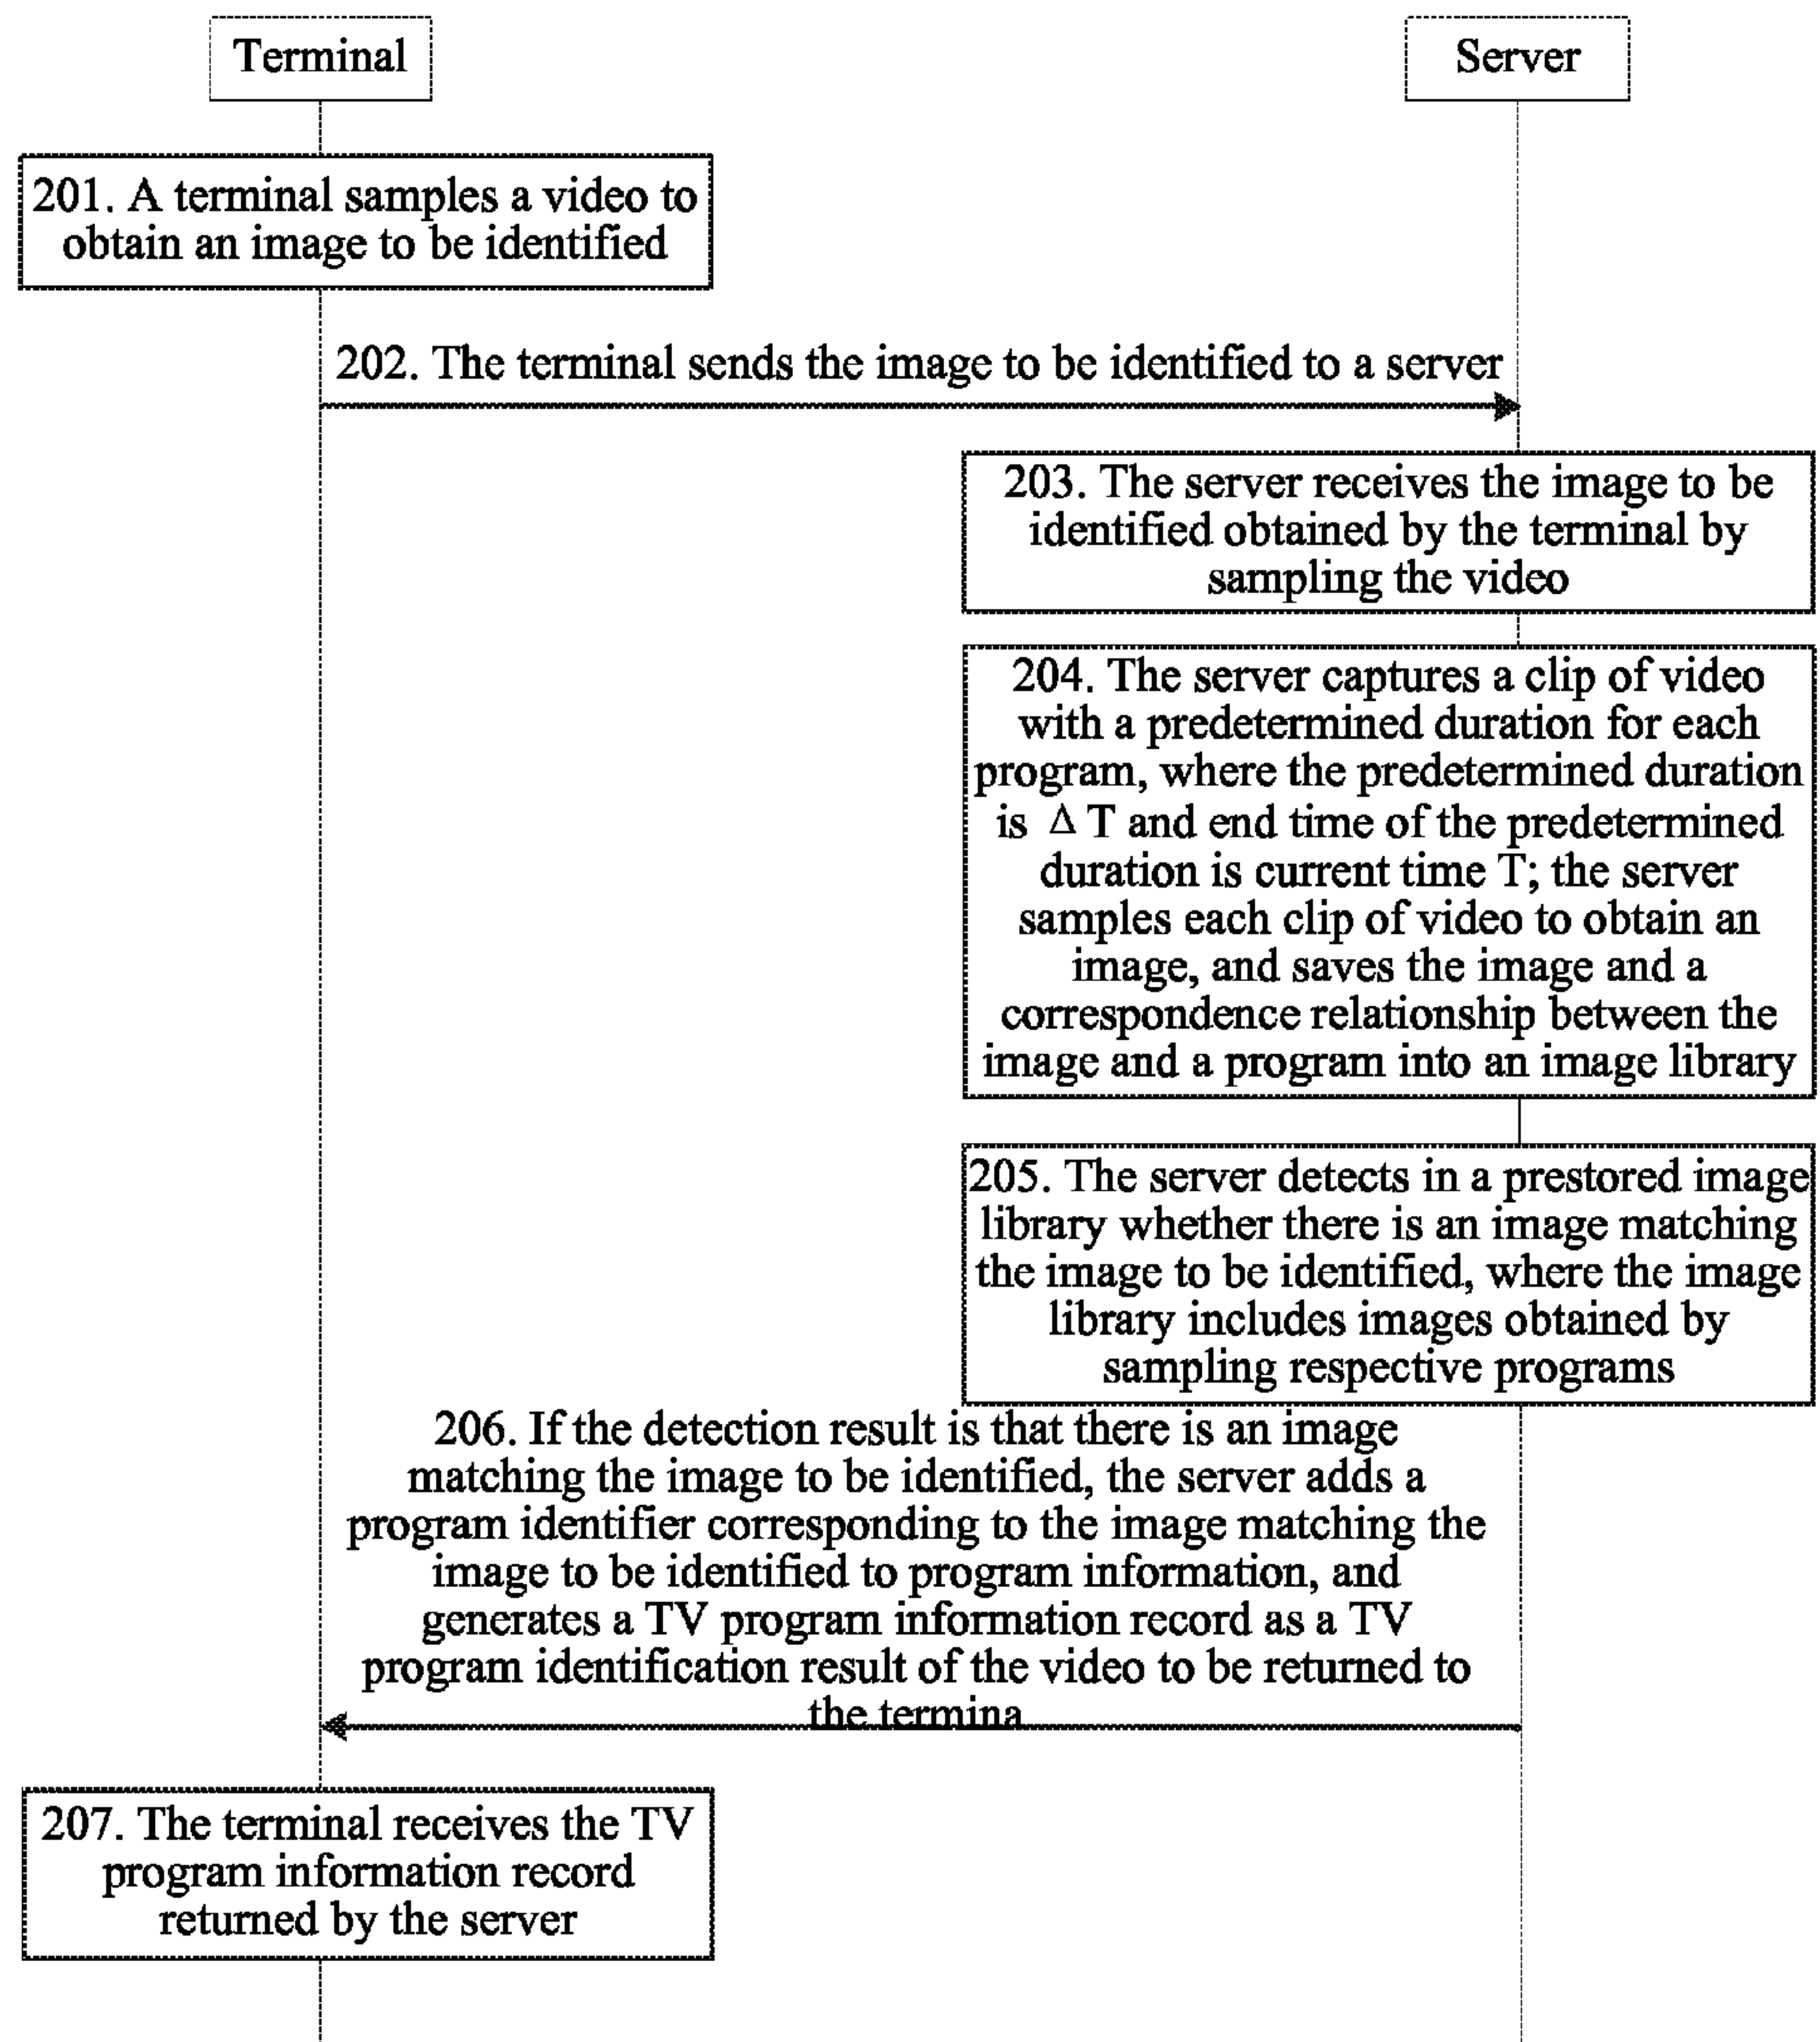 Terminal
Server
201. A terminal samples a video to
obtain an image to be identified
202. The terminal sends the image to be identified to a server
203. The server receives the image to be
identified obtained by the terminal by
sampling the video
204. The server captures a clip of video
with a predetermined duration for each
program, where the predetermined duration
is Δ T and end time of the predetermined
duration is current time T; the server
samples each clip of video to obtain an
image, and saves the image and a
correspondence relationship between the
image and a program into an image library
205. The server detects in a prestored image
library whether there is an image matching
the image to be identified, where the image
library includes images obtained by
sampling respective programs
206. If the detection result is that there is an image
matching the image to be identified, the server adds a
program identifier corresponding to the image matching the
image to be identified to program information, and
generates a TV program information record as a TV
program identification result of the video to be returned to
the termina
207. The terminal receives the TV
program information record
returned by the server